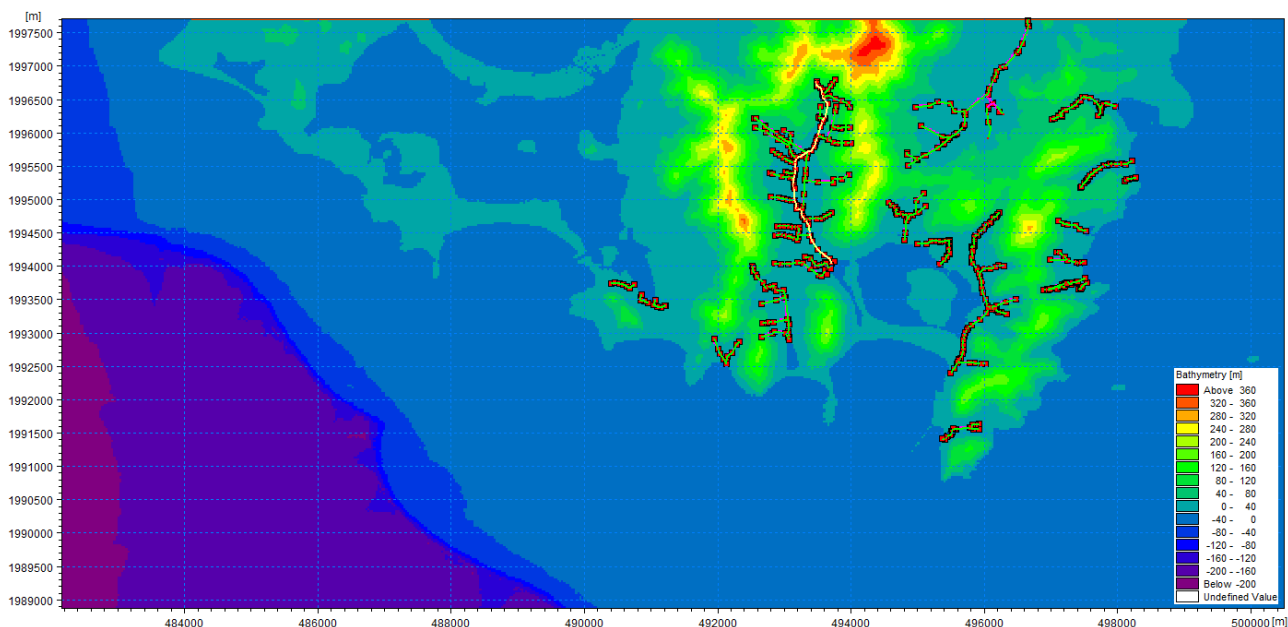 [m]
1997500
1997000
1996500
1996000
1995500
1995000
1994500
1994000
1993500
1993000
1992500
1992000
1991500
1991000
1990500
1990000
1989500
1989000
Bathymetry [m]
Above 360
320 - 360
280 - 320
240 - 280
200 - 240
160 - 200
120 - 160
80 - 120
40 - 80
0 - 40
-40 - 0
-80 - -40
-120 - -80
-160 - -120
-200 - -160
Below -200
Undefined Value
484000 486000 488000 490000 492000 494000 496000 498000 500000 [m]